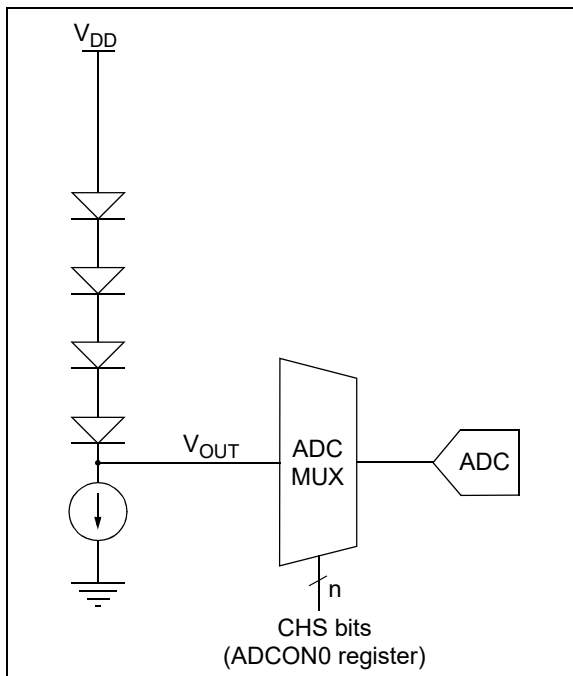 VDD
VOUT
ADC
MUX
ADC
n
CHS bits
(ADCON0 register)